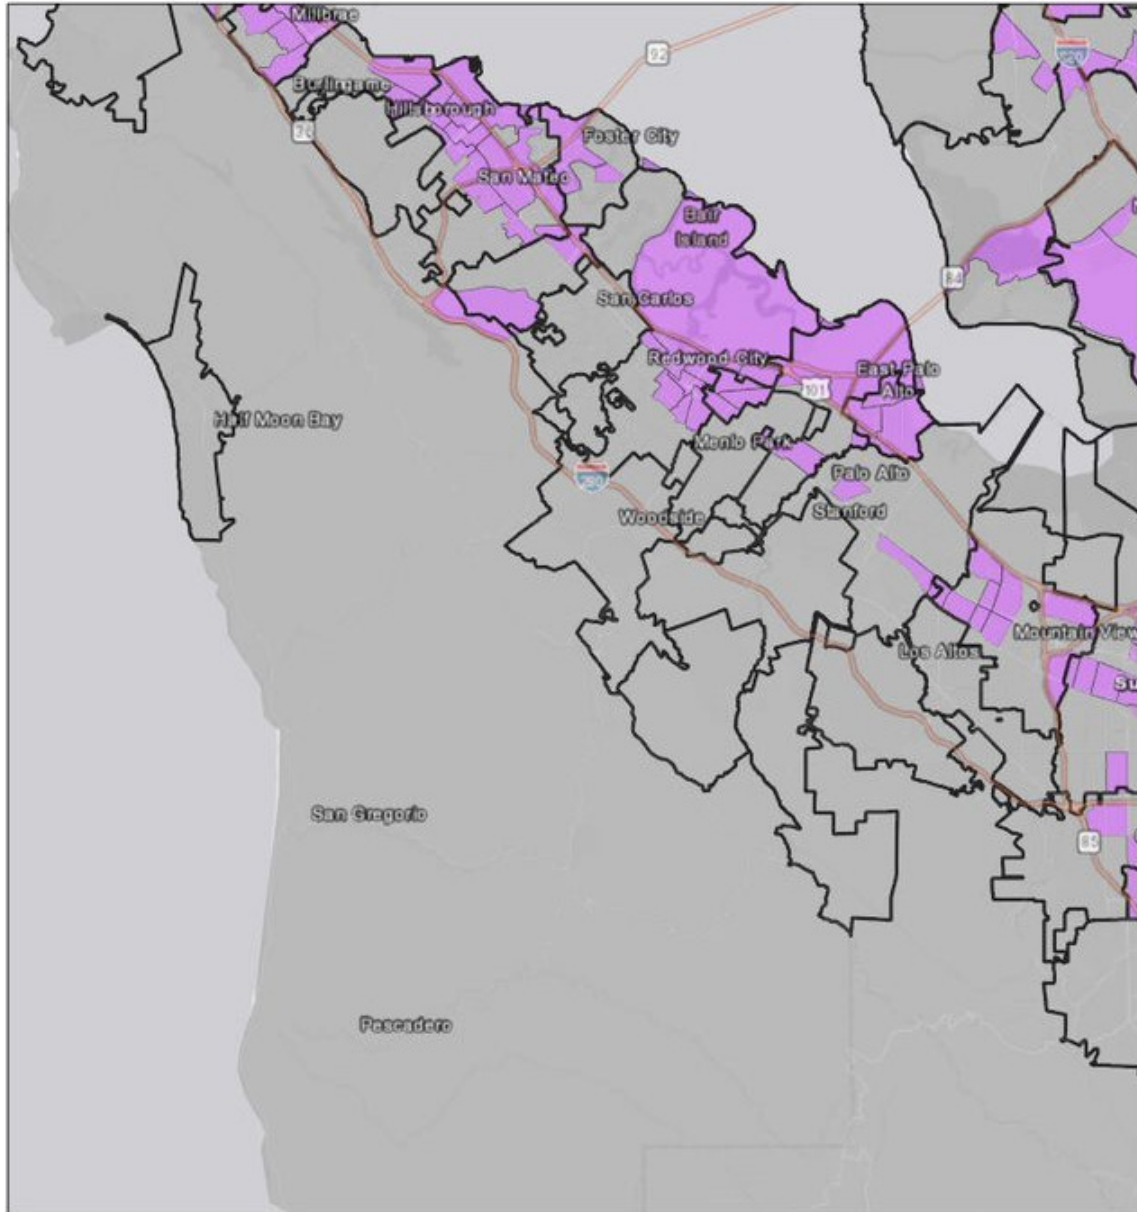 Millbrae
92
Burlingame
Hillsborough
Foster City
San Mateo
Bair
Island
84
San Carlos
Redwood City
East Palo
Alto
101
Half Moon Bay
Menlo Park
Palo Alto
280
Stanford
Woodside
Mountain View
Los Altos
Su
San Gregorio
85
Pescadero